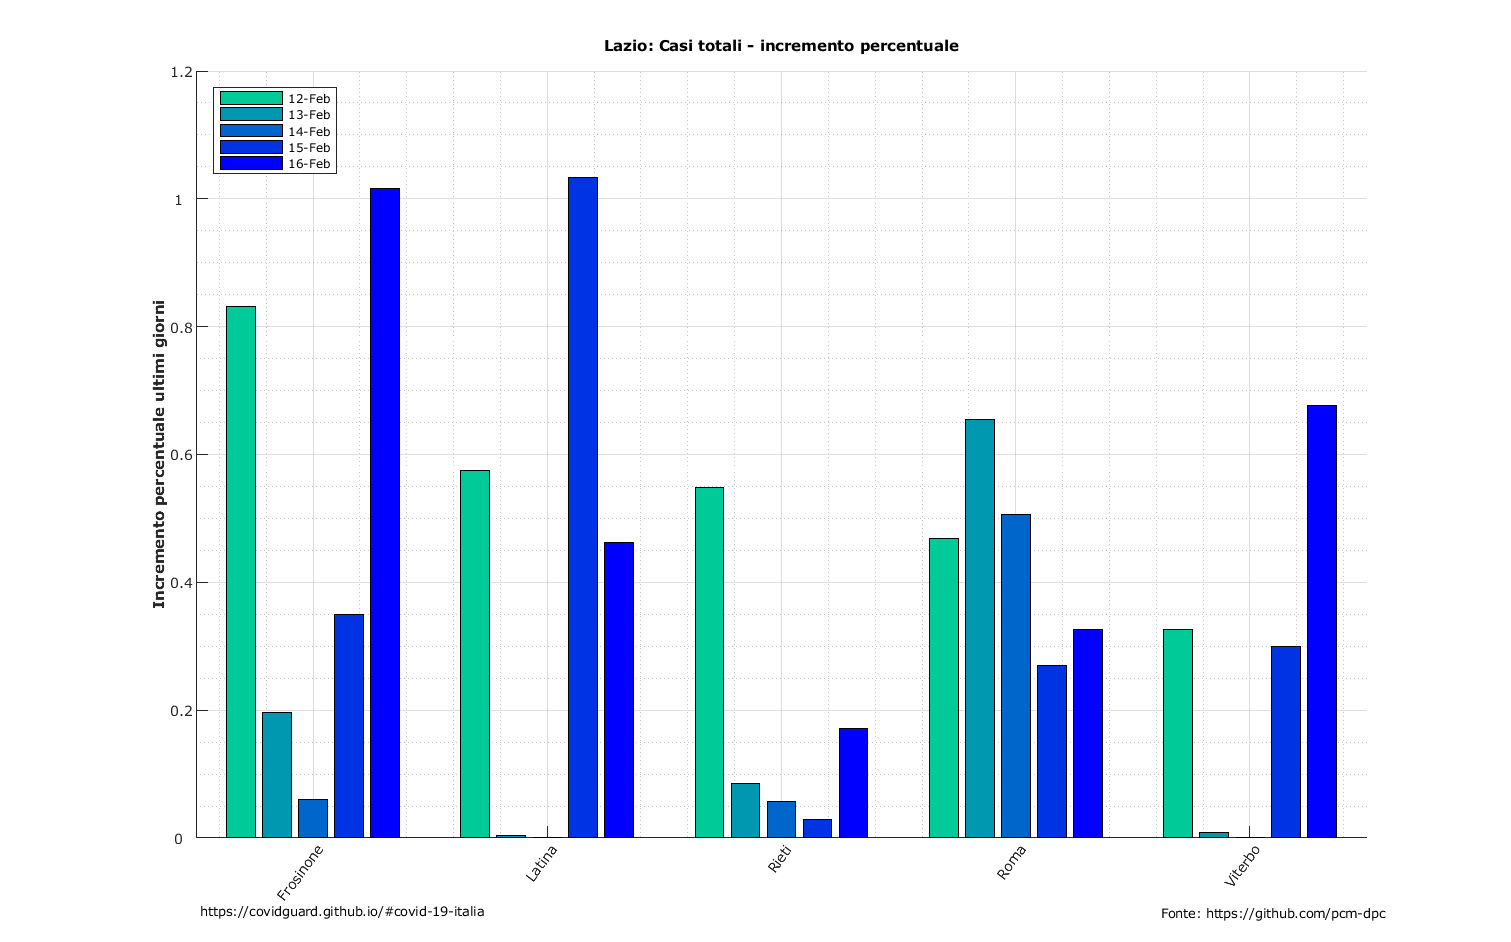 Lazio: Casi totali - incremento percentuale
12-Feb
13-Feb
14-Feb
15-Feb
16-Feb
Incremento percentuale ultimi giorni
1.2
1
0.8
0.6
0.4
0.2
0
Frosinone
Latina
Rieti
Roma
Viterbo
https://covidguard.github.io/#covid-19-italia
Fonte: https://github.com/pcm-dpc